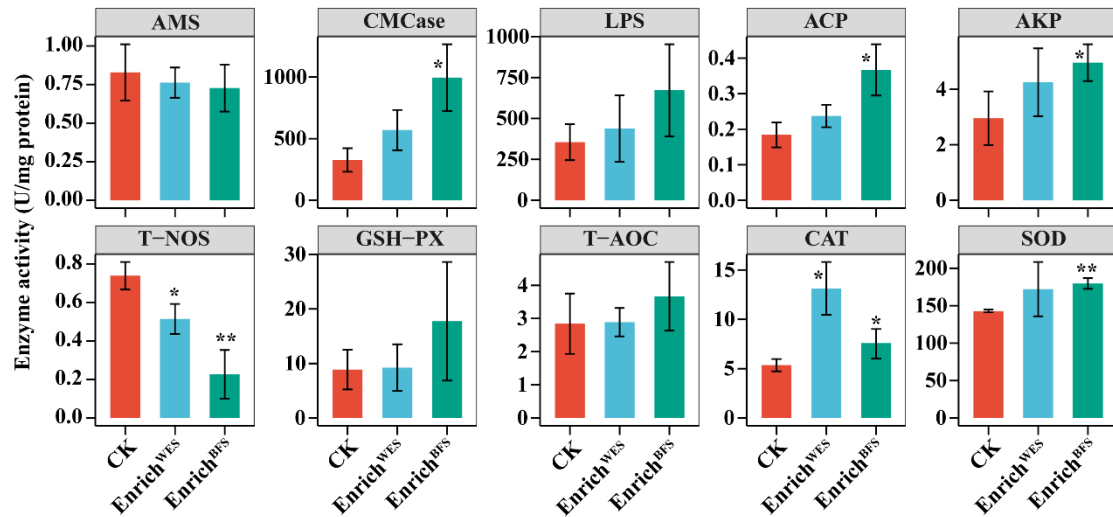 Enzyme activity (U/mg protein)
AMS
1.00
0.75
0.50
0.25
0.00
CMCase
1000
500
0
*
LPS
1000
750
500
250
0
ACP
0.4
0.3
0.2
0.1
0.0
*
AKP
4
2
0
*
T−NOS
0.8
0.6
0.4
0.2
0.0
*
**
CK
Enrich^WES
Enrich^BFS
GSH−PX
30
20
10
0
CK
Enrich^WES
Enrich^BFS
T−AOC
4
3
2
1
0
CK
Enrich^WES
Enrich^BFS
CAT
15
10
5
0
*
*
CK
Enrich^WES
Enrich^BFS
SOD
200
150
100
50
0
**
CK
Enrich^WES
Enrich^BFS